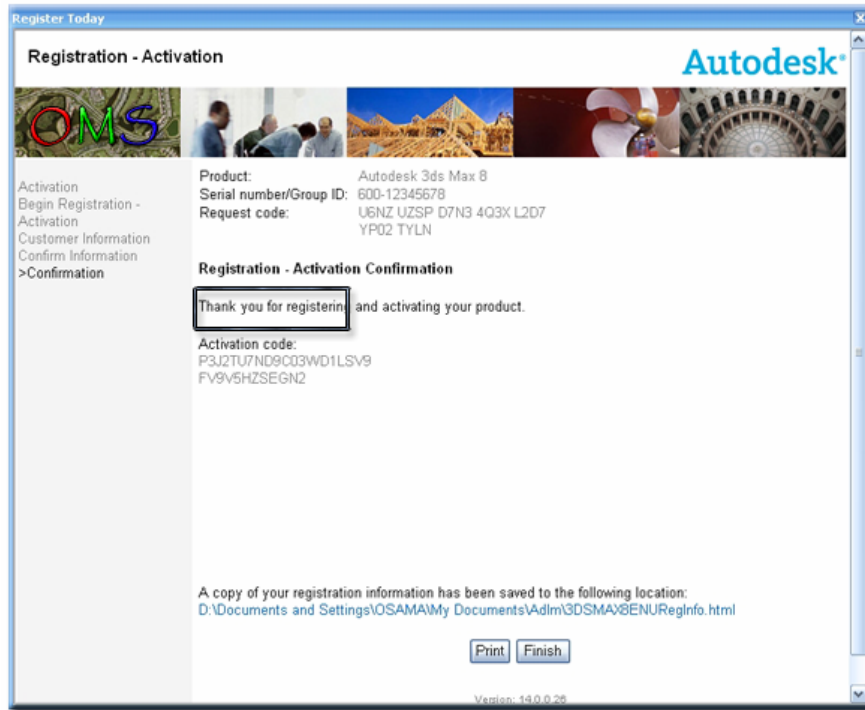 Register Today
Registration - Activation
Autodesk
OMS
Activation
Begin Registration -
Activation
Customer Information
Confirm Information
>Confirmation
Product: Autodesk 3ds Max 8
Serial number/Group ID: 600-12345678
Request code: U6NZ UZSP D7N3 4Q3X L2D7
YP02 TYLN
Registration - Activation Confirmation
Thank you for registering and activating your product.
Activation code:
P3J2TU7ND9C03WD1LSV9
FV9V5HZSEGN2
A copy of your registration information has been saved to the following location:
D:\Documents and Settings\OSAMA\My Documents\Adlm\3DSMAX8ENURegInfo.html
Print Finish
Version: 14.0.0.26